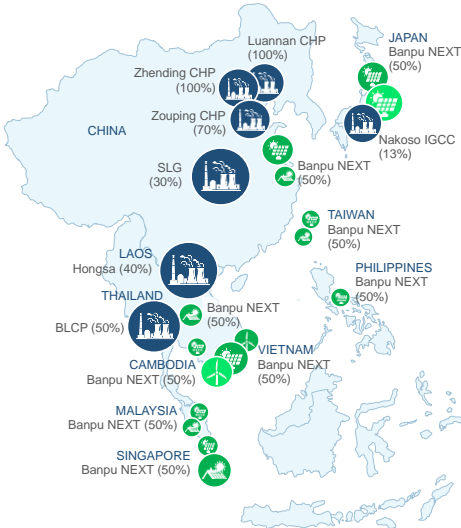 JAPAN
Banpu NEXT
(50%)
Luannan CHP
(100%)
Zhending CHP
(100%)
Zouping CHP
(70%)
CHINA
Nakoso IGCC
(13%)
SLG
(30%)
Banpu NEXT
(50%)
TAIWAN
Banpu NEXT
(50%)
LAOS
Hongsa (40%)
PHILIPPINES
Banpu NEXT
(50%)
THAILAND
Banpu NEXT
(50%)
BLCP (50%)
VIETNAM
Banpu NEXT
(50%)
CAMBODIA
Banpu NEXT (50%)
MALAYSIA
Banpu NEXT (50%)
SINGAPORE
Banpu NEXT (50%)